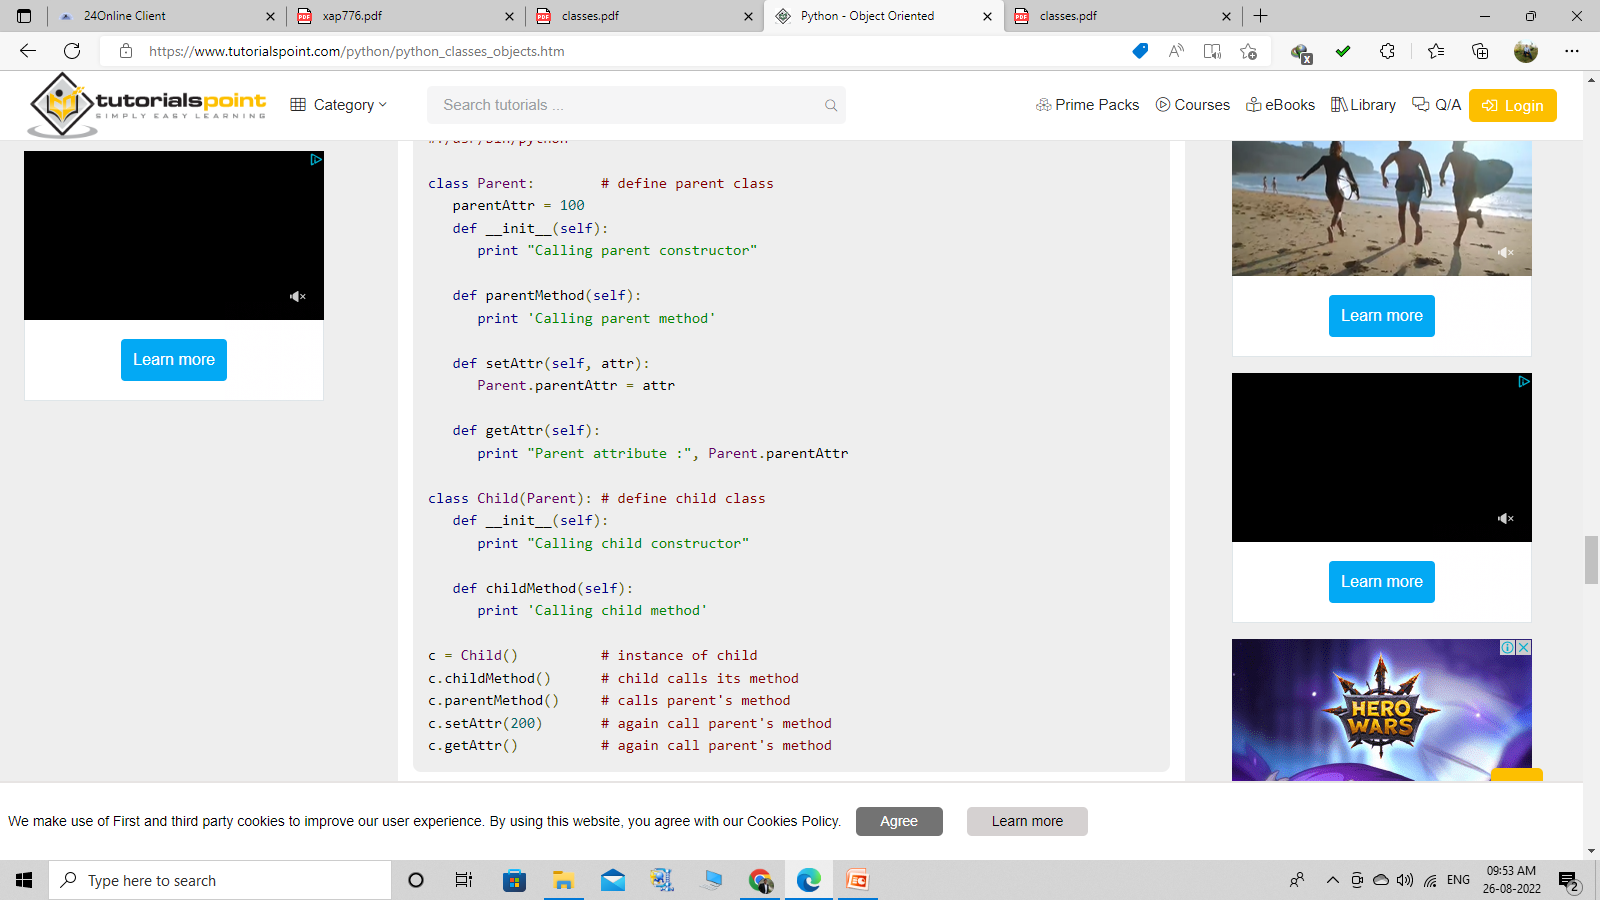 24Online Client
xap776.pdf
classes.pdf
Python - Object Oriented
classes.pdf
https://www.tutorialspoint.com/python/python_classes_objects.htm
tutorialspoint
SIMPLY EASY LEARNING
Category
Search tutorials ...
Prime Packs
Courses
eBooks
Library
Q/A
Login
#!/usr/bin/python
class Parent:        # define parent class
   parentAttr = 100
   def __init__(self):
      print "Calling parent constructor"
   def parentMethod(self):
      print 'Calling parent method'
   def setAttr(self, attr):
      Parent.parentAttr = attr
   def getAttr(self):
      print "Parent attribute :", Parent.parentAttr
class Child(Parent): # define child class
   def __init__(self):
      print "Calling child constructor"
   def childMethod(self):
      print 'Calling child method'
c = Child()          # instance of child
c.childMethod()      # child calls its method
c.parentMethod()     # calls parent's method
c.setAttr(200)       # again call parent's method
c.getAttr()          # again call parent's method
Learn more
Learn more
Learn more
HERO
WARS
We make use of First and third party cookies to improve our user experience. By using this website, you agree with our Cookies Policy.
Agree
Learn more
Type here to search
ENG
09:53 AM
26-08-2022
2